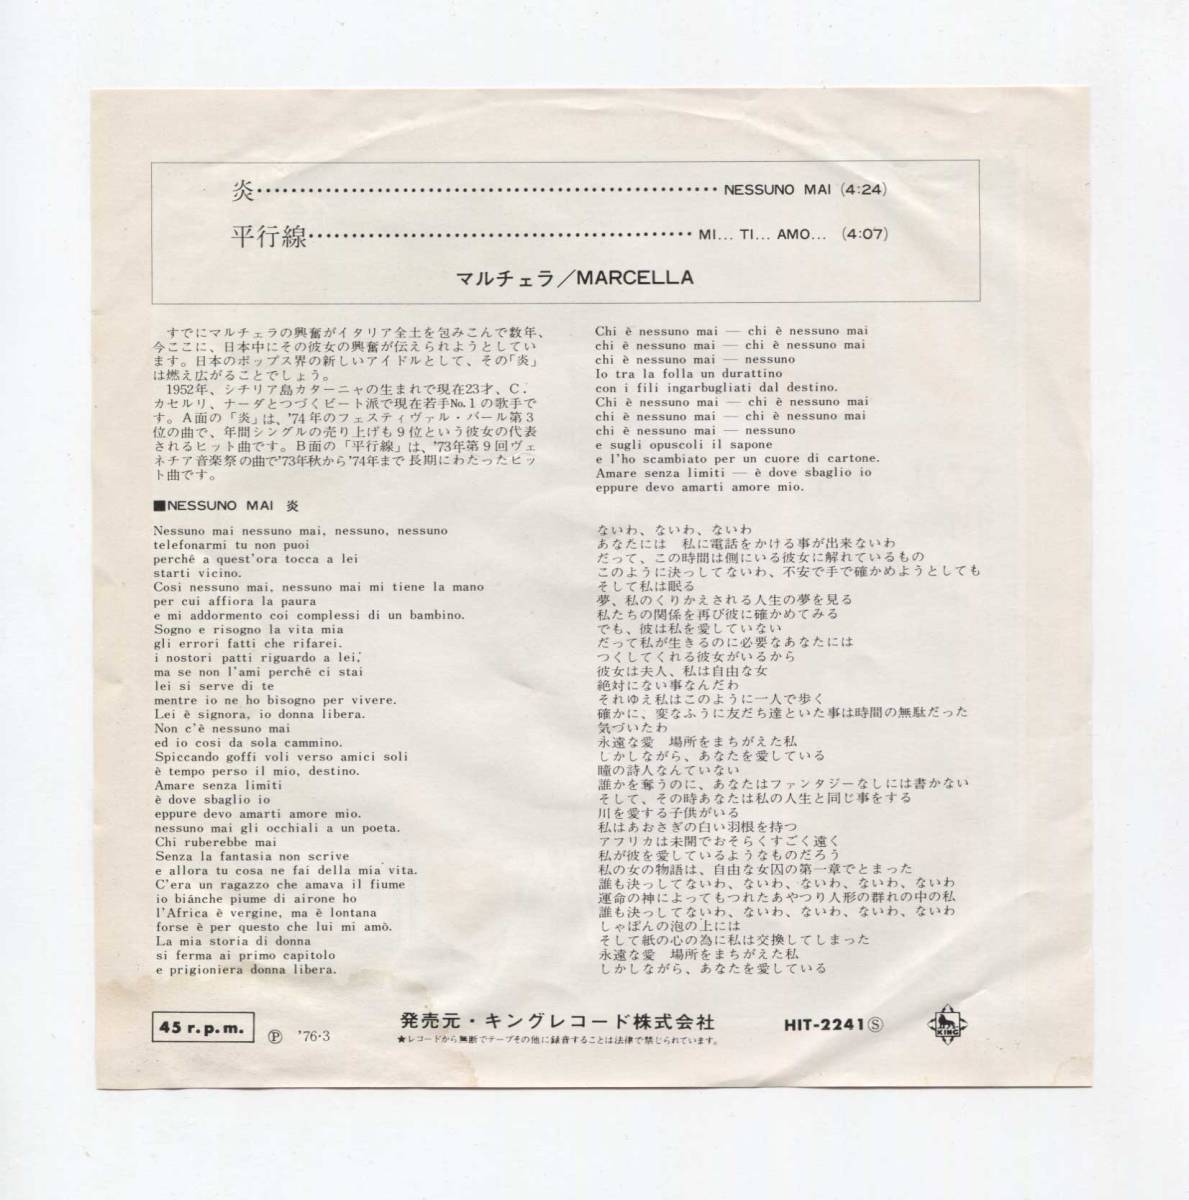 炎 NESSUNO MAI (4:24)
平行線 MI... TI... AMO... (4:07)
マルチェラ／MARCELLA
すでにマルチェラの興奮がイタリア全土を包みこんで数年、
今ここに、日本中にその彼女の興奮が伝えられようとしてい
ます。日本のポップス界の新しいアイドルとして、その「炎」
は燃え広がることでしょう。
1952年、シチリア島カターニャの生まれで現在23才、C．
カセルリ、ナーダとつづくビート派で現在若手No.1の歌手で
す。A面の「炎」は、'74年のフェスティヴァル・バール第3
位の曲で、年間シングルの売り上げも9位という彼女の代表
されるヒット曲です。B面の「平行線」は、'73年第9回ヴェ
ネチア音楽祭の曲で'73年秋から'74年まで長期にわたったヒッ
ト曲です。
■NESSUNO MAI 炎
Nessuno mai nessuno mai, nessuno, nessuno
telefonarmi tu non puoi
perché a quest'ora tocca a lei
starti vicino.
Cosi nessuno mai, nessuno mai mi tiene la mano
per cui affiora la paura
e mi addormento coi complessi di un bambino.
Sogno e risogno la vita mia
gli errori fatti che rifarei.
i nostori patti riguardo a lei,
ma se non l'ami perché ci stai
lei si serve di te
mentre io ne ho bisogno per vivere.
Lei è signora, io donna libera.
Non c'è nessuno mai
ed io cosi da sola cammino.
Spiccando goffi voli verso amici soli
è tempo perso il mio, destino.
Amare senza limiti
è dove sbaglio io
eppure devo amarti amore mio.
nessuno mai gli occhiali a un poeta.
Chi ruberebbe mai
Senza la fantasia non scrive
e allora tu cosa ne fai della mia vita.
C'era un ragazzo che amava il fiume
io biánche piume di airone ho
l'Africa è vergine, ma è lontana
forse è per questo che lui mi amò.
La mia storia di donna
si ferma ai primo capitolo
e prigioniera donna libera.
Chi è nessuno mai — chi è nessuno mai
chi è nessuno mai — chi è nessuno mai
chi è nessuno mai — nessuno
Io tra la folla un durattino
con i fili ingarbugliati dal destino.
Chi è nessuno mai — chi è nessuno mai
chi è nessuno mai — chi è nessuno mai
chi è nessuno mai — nessuno
e sugli opuscoli il sapone
e l'ho scambiato per un cuore di cartone.
Amare senza limiti — è dove sbaglio io
eppure devo amarti amore mio.
ないわ、ないわ、ないわ
あなたには　私に電話をかける事が出来ないわ
だって、この時間は側にいる彼女に解れているもの
このように決ってないわ、不安で手で確かめようとしても
そして私は眠る
夢、私のくりかえされる人生の夢を見る
私たちの関係を再び彼に確かめてみる
でも、彼は私を愛していない
だって私が生きるのに必要なあなたには
つくしてくれる彼女がいるから
彼女は夫人、私は自由な女
絶対にない事なんだわ
それゆえ私はこのように一人で歩く
確かに、変なふうに友だち達といた事は時間の無駄だった
気づいたわ
永遠な愛　場所をまちがえた私
しかしながら、あなたを愛している
瞳の詩人なんていない
誰かを奪うのに、あなたはファンタジーなしには書かない
そして、その時あなたは私の人生と同じ事をする
川を愛する子供がいる
私はあおさぎの白い羽根を持つ
アフリカは未開でおそらくすごく遠く
私が彼を愛しているようなものだろう
私の女の物語は、自由な女囚の第一章でとまった
誰も決ってないわ、ないわ、ないわ、ないわ、ないわ
運命の神によってもつれたあやつり人形の群れの中の私
誰も決ってないわ、ないわ、ないわ、ないわ、ないわ
しゃぼんの泡の上には
そして紙の心の為に私は交換してしまった
永遠な愛　場所をまちがえた私
しかしながら、あなたを愛している
45 r.p.m. Ⓟ '76·3
発売元・キングレコード株式会社
★レコードから無断でテープその他に録音することは法律で禁じられています。
HIT-2241 Ⓢ
KING